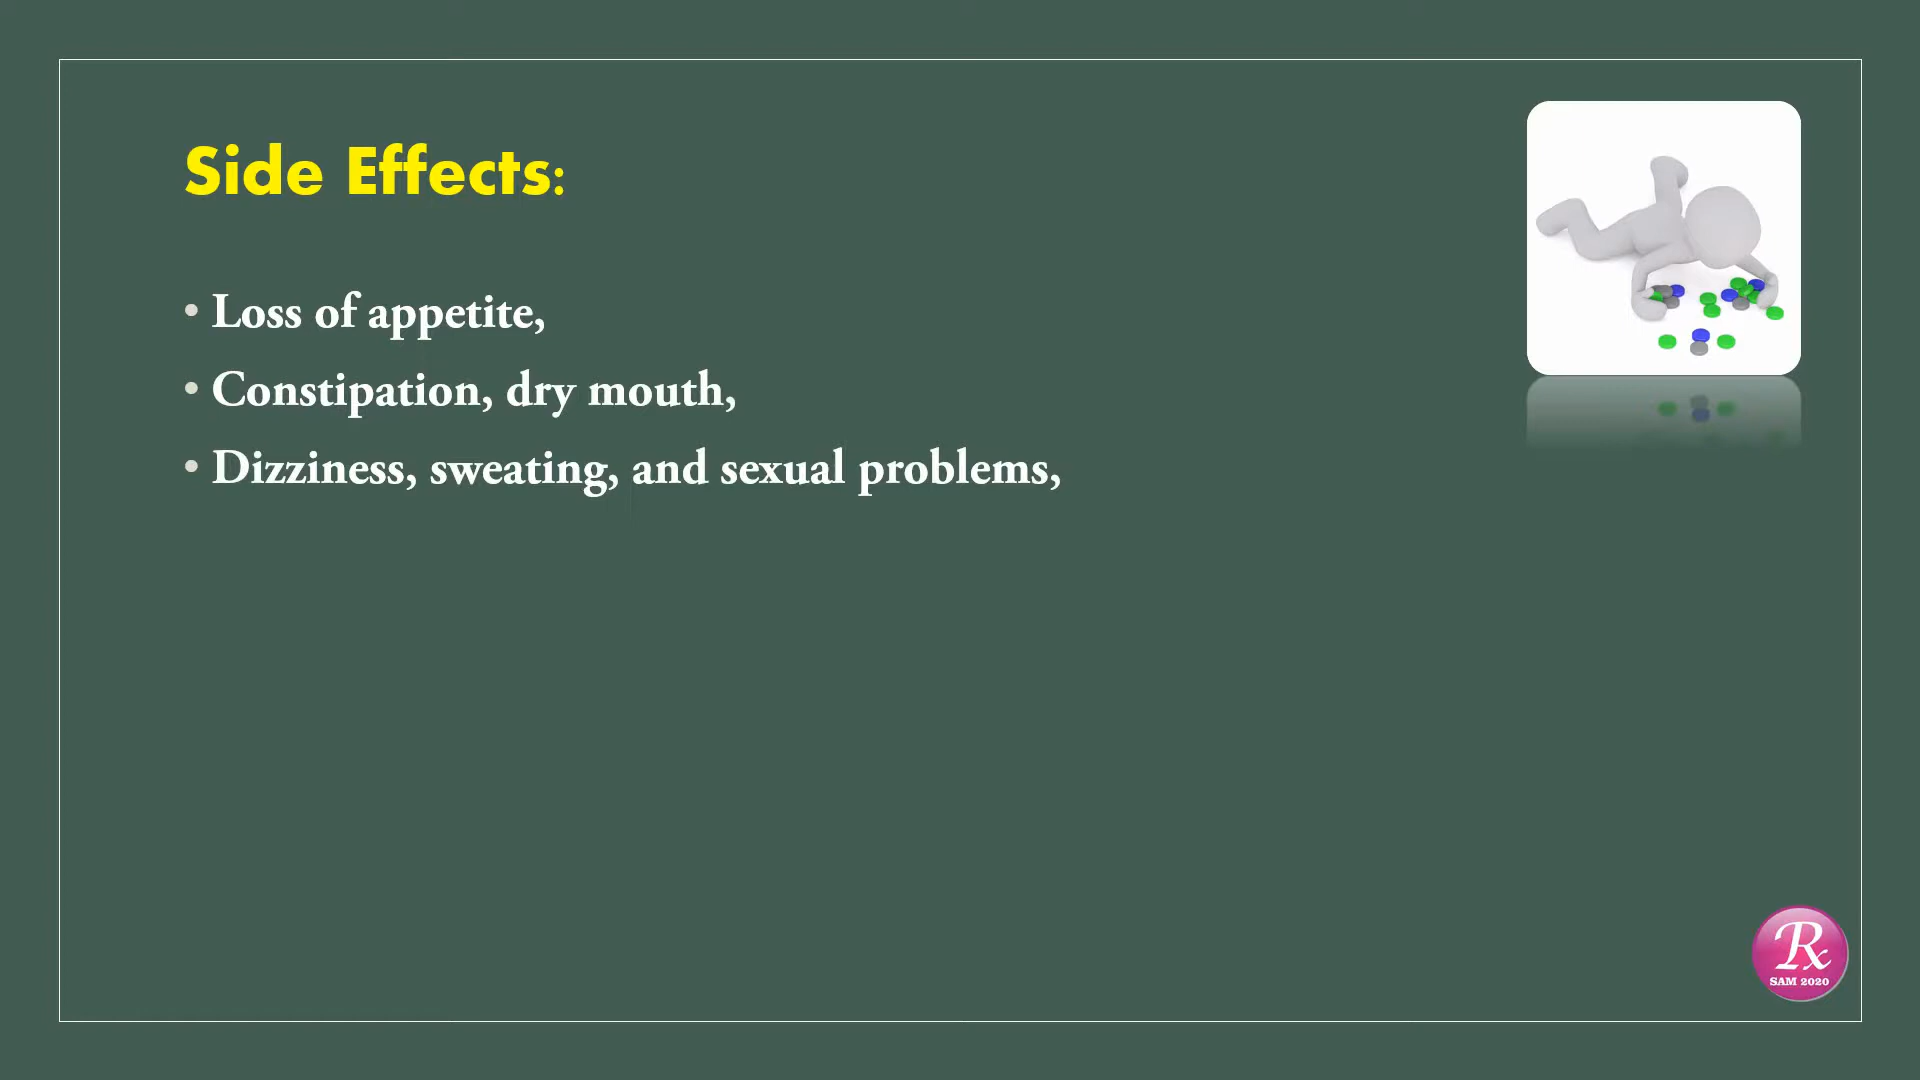 Side Effects:
• Loss of appetite,
• Constipation, dry mouth,
• Dizziness, sweating, and sexual problems,
Rx
SAM 2020